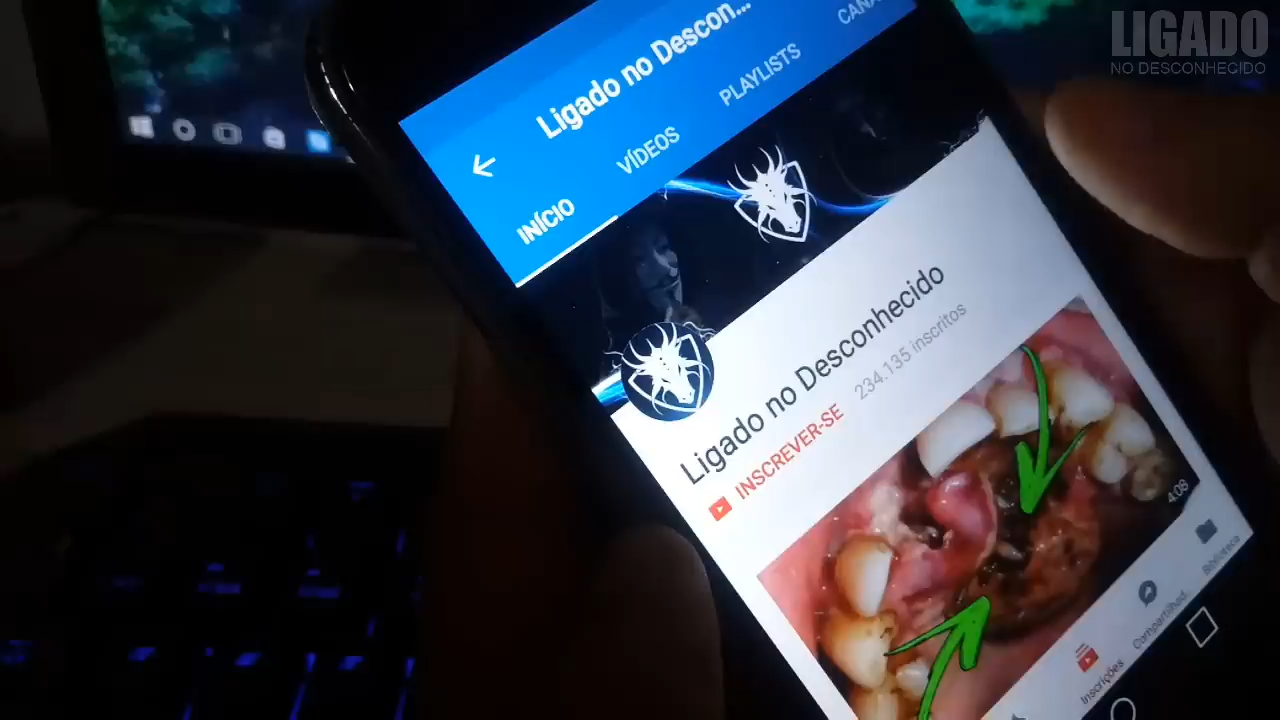 LIGADO
NO DESCONHECIDO
Ligado no Descon...
INÍCIO
VÍDEOS
PLAYLISTS
Ligado no Desconhecido
INSCREVER-SE 234.135 inscritos
4:08
Inscrições
Compartilhad..
Biblioteca